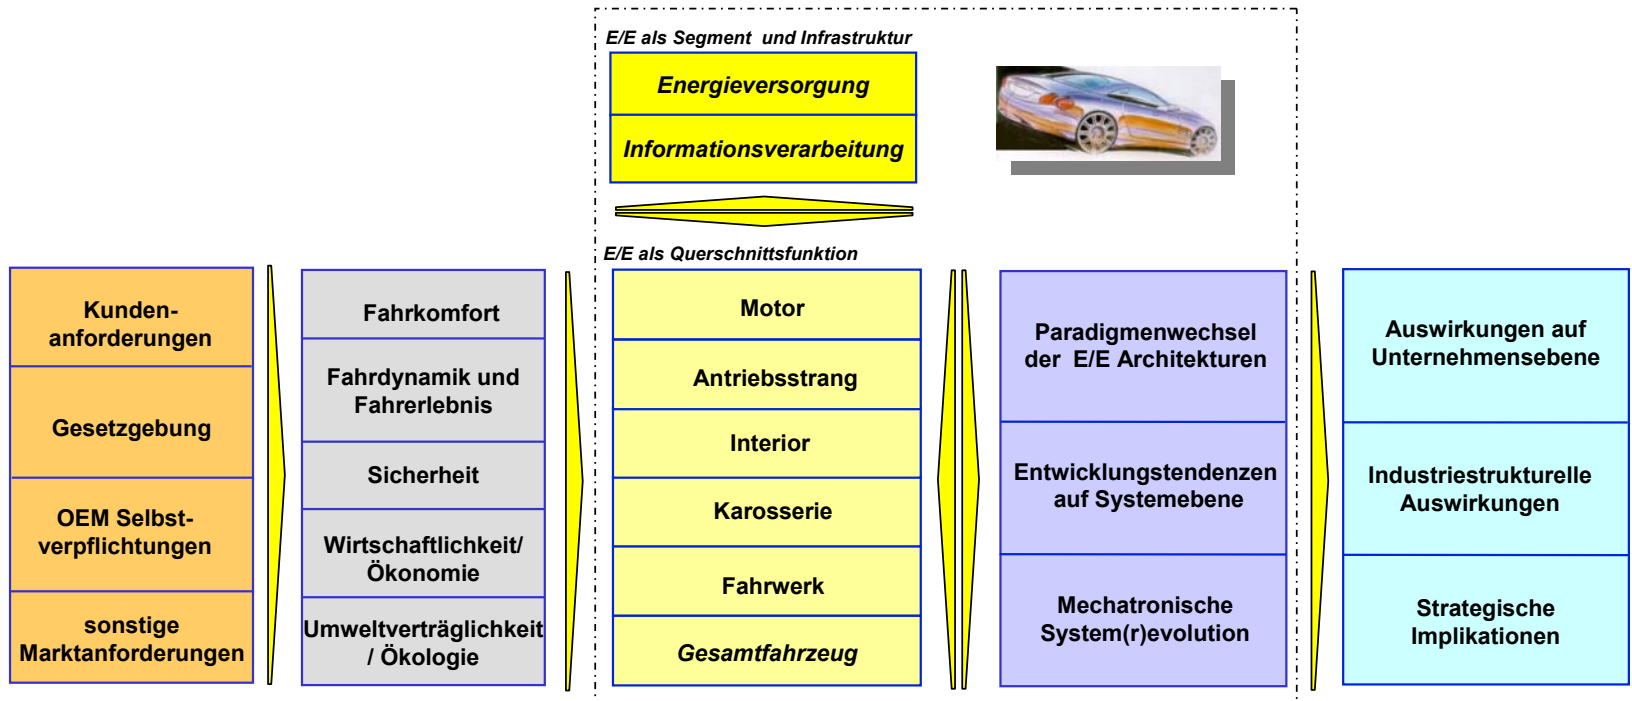 E/E als Segment und Infrastruktur
Energieversorgung
Informationsverarbeitung
E/E als Querschnittsfunktion
Kunden-
anforderungen
Gesetzgebung
OEM Selbst-
verpflichtungen
sonstige
Marktanforderungen
Fahrkomfort
Fahrdynamik und
Fahrerlebnis
Sicherheit
Wirtschaftlichkeit/
Ökonomie
Umweltverträglichkeit
/ Ökologie
Motor
Antriebsstrang
Interior
Karosserie
Fahrwerk
Gesamtfahrzeug
Paradigmenwechsel
der E/E Architekturen
Entwicklungstendenzen
auf Systemebene
Mechatronische
System(r)evolution
Auswirkungen auf
Unternehmensebene
Industriestrukturelle
Auswirkungen
Strategische
Implikationen